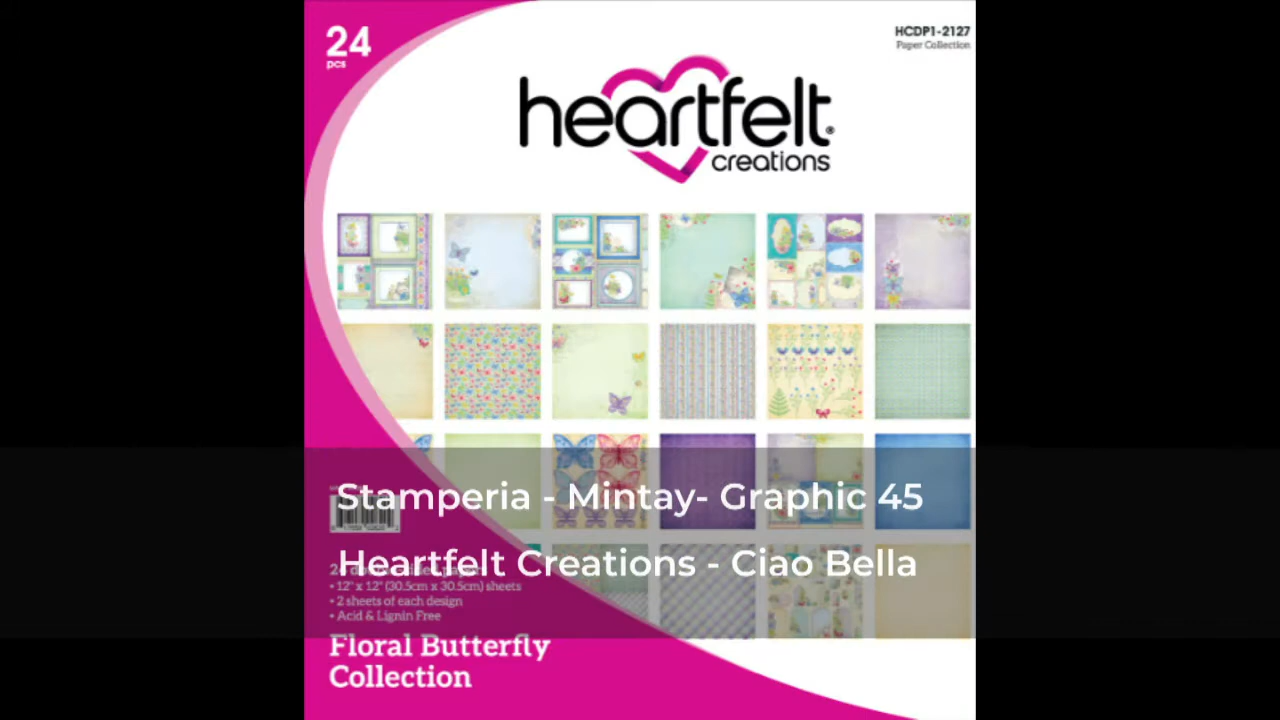 24
pcs
HCDP1-2127
Paper Collection
heartfelt®
creations
Stamperia - Mintay- Graphic 45
Heartfelt Creations - Ciao Bella
• 12" x 12" (30.5cm x 30.5cm) sheets
• 2 sheets of each design
• Acid & Lignin Free
Floral Butterfly
Collection